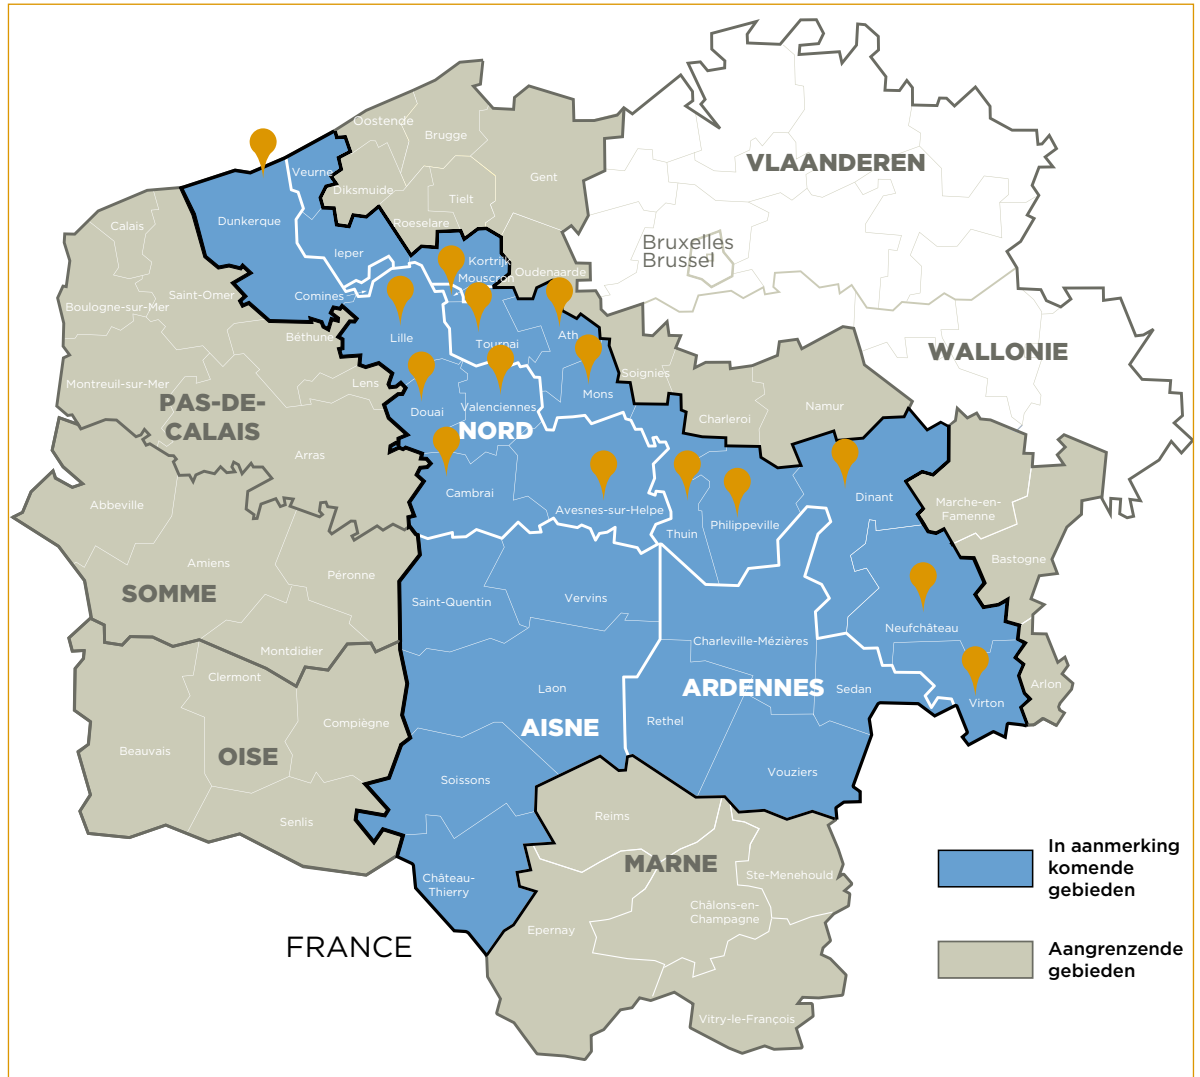 Oostende
Brugge
VLAANDEREN
Veurne
Gent
Diksmuide
Tielt
Dunkerque
Calais
Roeselare
Bruxelles
Brussel
Ieper
Kortrijk
Mouscron
Oudenaarde
Saint-Omer
Comines
Boulogne-sur-Mer
Béthune
Lille
Tournai
Ath
WALLONIE
Montreuil-sur-Mer
Lens
Soignies
Mons
PAS-DE-
CALAIS
Douai
Valenciennes
Charleroi
Namur
NORD
Arras
Abbeville
Cambrai
Avesnes-sur-Helpe
Dinant
Marche-en-
Famenne
Thuin
Philippeville
Amiens
Péronne
Bastogne
SOMME
Saint-Quentin
Vervins
Neufchâteau
Charleville-Mézières
Montdidier
Clermont
Laon
ARDENNES
Sedan
Arlon
Virton
Compiègne
Rethel
AISNE
Beauvais
OISE
Soissons
Vouziers
Senlis
Reims
In aanmerking
komende
gebieden
MARNE
Château-
Thierry
Ste-Menehould
Châlons-en-
Champagne
Epernay
FRANCE
Aangrenzende
gebieden
Vitry-le-François